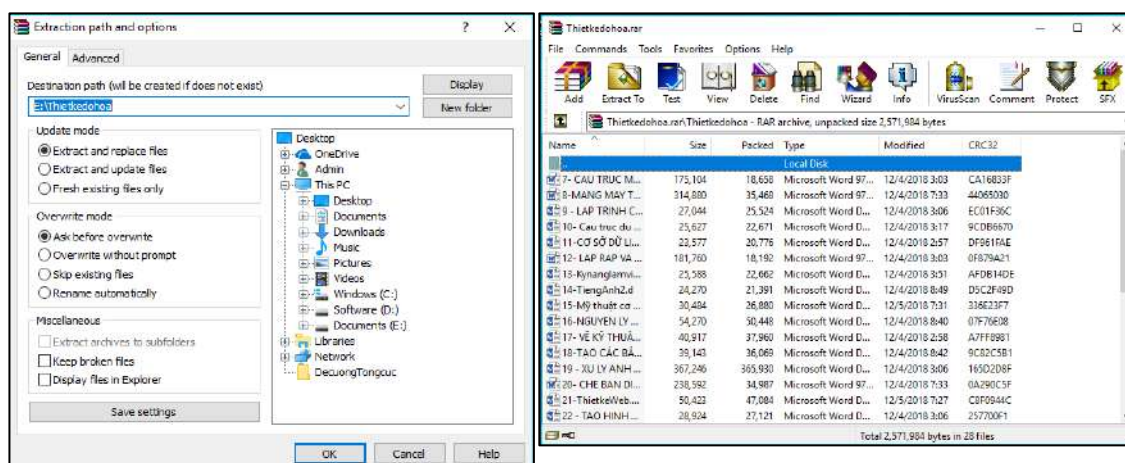 Extraction path and options
General Advanced
Destination path (will be created if does not exist)
E:\Thietkedohoa
Display
New folder
Update mode
Extract and replace files
Extract and update files
Fresh existing files only
Overwrite mode
Ask before overwrite
Overwrite without prompt
Skip existing files
Rename automatically
Miscellaneous
Extract archives to subfolders
Keep broken files
Display files in Explorer
Save settings
Desktop
OneDrive
Admin
This PC
Desktop
Documents
Downloads
Music
Pictures
Videos
Windows (C:)
Software (D:)
Documents (E:)
Libraries
Network
DecuongTongcuc
OK Cancel Help
Thietkedohoa.rar
File Commands Tools Favorites Options Help
Add Extract To Test View Delete Find Wizard Info VirusScan Comment Protect SFX
Thietkedohoa.rar\Thietkedohoa - RAR archive, unpacked size 2,571,984 bytes
Name Size Packed Type Modified CRC32
.. Local Disk
7- CAU TRUC M... 175,104 18,658 Microsoft Word 97... 12/4/2018 3:03 CA16833F
8-MANG MAY T... 314,880 35,468 Microsoft Word 97... 12/4/2018 7:33 44065030
9 - LAP TRINH C... 27,044 25,524 Microsoft Word D... 12/4/2018 3:06 EC01F36C
10- Cau truc du ... 25,627 22,671 Microsoft Word D... 12/4/2018 3:17 9CDB6670
11-CƠ SỞ DỮ LI... 23,577 20,776 Microsoft Word D... 12/4/2018 2:57 DF961FAE
12- LAP RAP VA ... 181,760 18,192 Microsoft Word 97... 12/4/2018 3:03 0F879A21
13-Kynanglamvi... 25,588 22,662 Microsoft Word D... 12/4/2018 3:51 AFDB14DE
14-TiengAnh2.d 24,270 21,391 Microsoft Word D... 12/4/2018 8:49 D5C2F49D
15-Mỹ thuật cơ ... 30,484 26,880 Microsoft Word D... 12/5/2018 7:31 336E23F7
16-NGUYEN LY ... 54,270 50,448 Microsoft Word D... 12/4/2018 8:40 07F76E08
17- VẼ KỸ THUẬ... 40,917 37,960 Microsoft Word D... 12/4/2018 2:58 A7FF8981
18-TẠO CÁC BẢ... 39,143 36,069 Microsoft Word D... 12/4/2018 8:42 9C82C5B1
19 - XU LY ANH ... 367,246 365,930 Microsoft Word D... 12/4/2018 3:06 165D2D8F
20- CHE BAN DI... 238,592 34,987 Microsoft Word 97... 12/4/2018 7:33 0A290C5F
21-ThietkeWeb.... 50,423 47,084 Microsoft Word D... 12/5/2018 7:27 C8F0944C
22 - TAO HINH ... 28,924 27,121 Microsoft Word D... 12/4/2018 3:06 257700F1
Total 2,571,984 bytes in 28 files